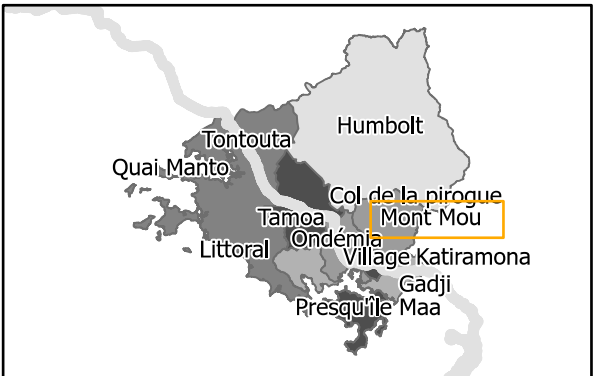 Humbolt
Tontouta
Quai Manto
Col de la pirogue
Tamoa
Mont Mou
Ondémia
Littoral
Village Katiramona
Gadji
Presqu'île Maa